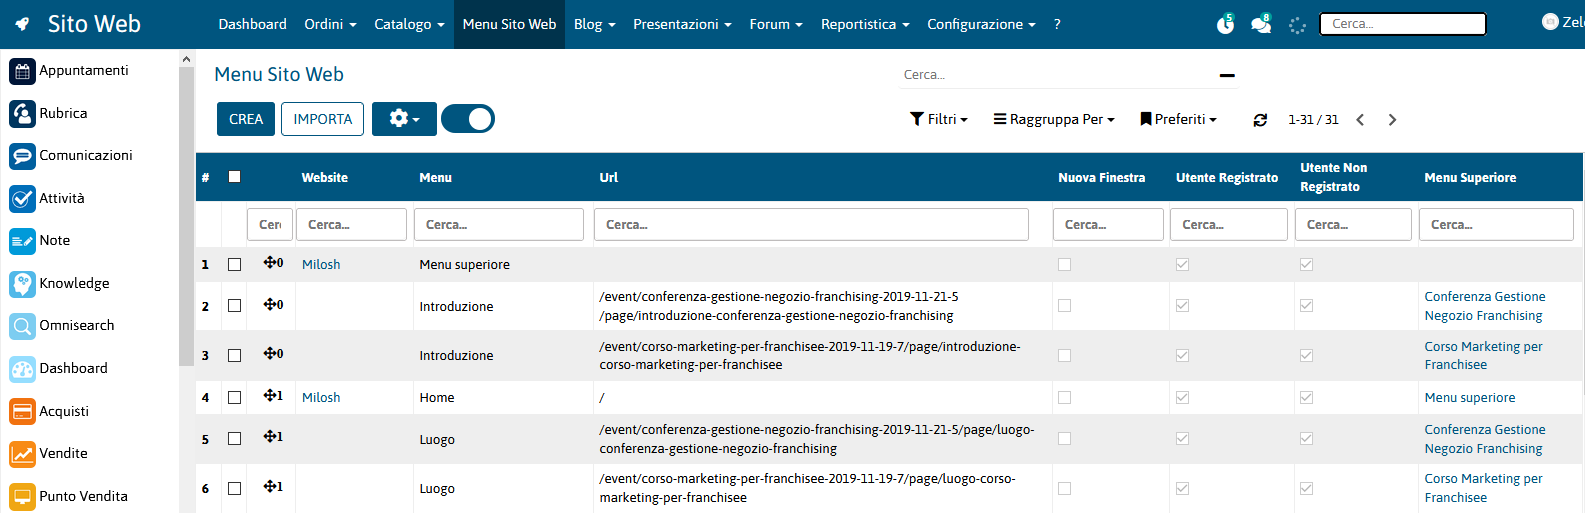 Sito Web
Dashboard Ordini Catalogo Menu Sito Web Blog Presentazioni Forum Reportistica Configurazione ?
5 8 Cerca...
Appuntamenti
Rubrica
Comunicazioni
Attività
Note
Knowledge
Omnisearch
Dashboard
Acquisti
Vendite
Punto Vendita
Menu Sito Web
Cerca...
CREA IMPORTA
Filtri Raggruppa Per Preferiti 1-31 / 31
# Website Menu Url Nuova Finestra Utente Registrato Utente Non Registrato Menu Superiore
Cerca... Cerca... Cerca... Cerca... Cerca... Cerca... Cerca...
1 0 Milosh Menu superiore
2 0 Introduzione /event/conferenza-gestione-negozio-franchising-2019-11-21-5 Conferenza Gestione
/page/introduzione-conferenza-gestione-negozio-franchising Negozio Franchising
3 0 Introduzione /event/corso-marketing-per-franchisee-2019-11-19-7/page/introduzione- Corso Marketing per
corso-marketing-per-franchisee Franchisee
4 1 Milosh Home / Menu superiore
5 1 Luogo /event/conferenza-gestione-negozio-franchising-2019-11-21-5/page/luogo- Conferenza Gestione
conferenza-gestione-negozio-franchising Negozio Franchising
6 1 Luogo /event/corso-marketing-per-franchisee-2019-11-19-7/page/luogo-corso- Corso Marketing per
marketing-per-franchisee Franchisee